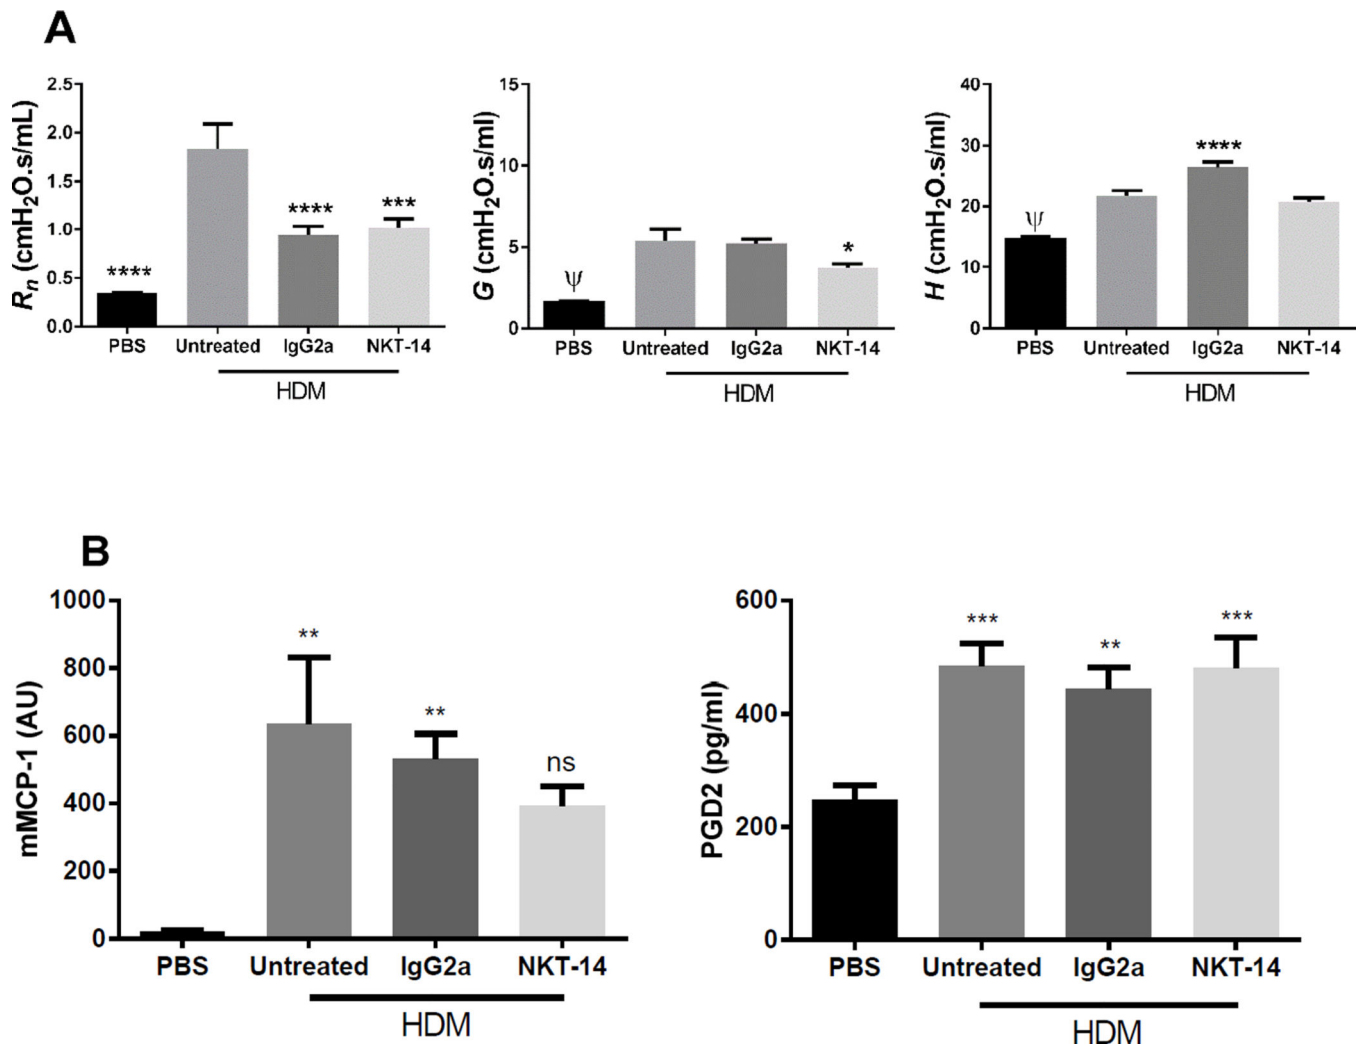 A
Rn (cmH2O.s/mL)
2.5
2.0
1.5
1.0
0.5
0.0
****
****
***
PBS Untreated IgG2a NKT-14
HDM
G (cmH2O.s/ml)
15
10
5
0
ψ
*
PBS Untreated IgG2a NKT-14
HDM
H (cmH2O.s/ml)
40
30
20
10
0
ψ
****
PBS Untreated IgG2a NKT-14
HDM
B
mMCP-1 (AU)
1000
800
600
400
200
0
**
**
ns
PBS Untreated IgG2a NKT-14
HDM
PGD2 (pg/ml)
600
400
200
0
***
**
***
PBS Untreated IgG2a NKT-14
HDM